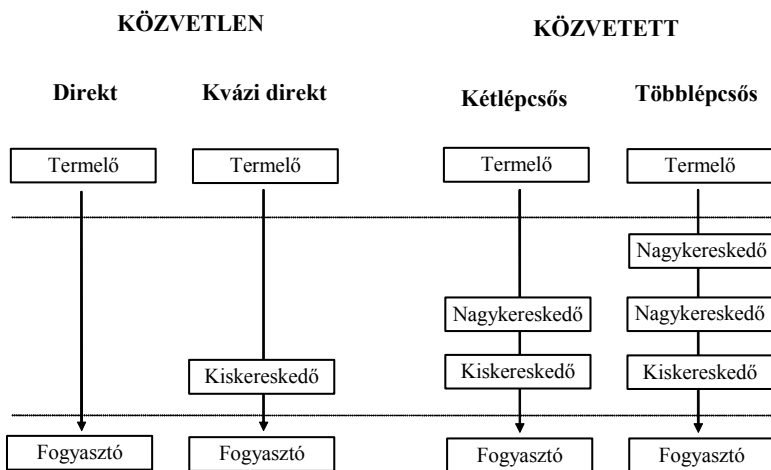 KÖZVETLEN KÖZVETETT
Direkt Kvázi direkt Kétlépcsős Többlépcsős
Termelő Termelő Termelő Termelő
Nagykereskedő
Nagykereskedő Nagykereskedő
Kiskereskedő Kiskereskedő Kiskereskedő
Fogyasztó Fogyasztó Fogyasztó Fogyasztó